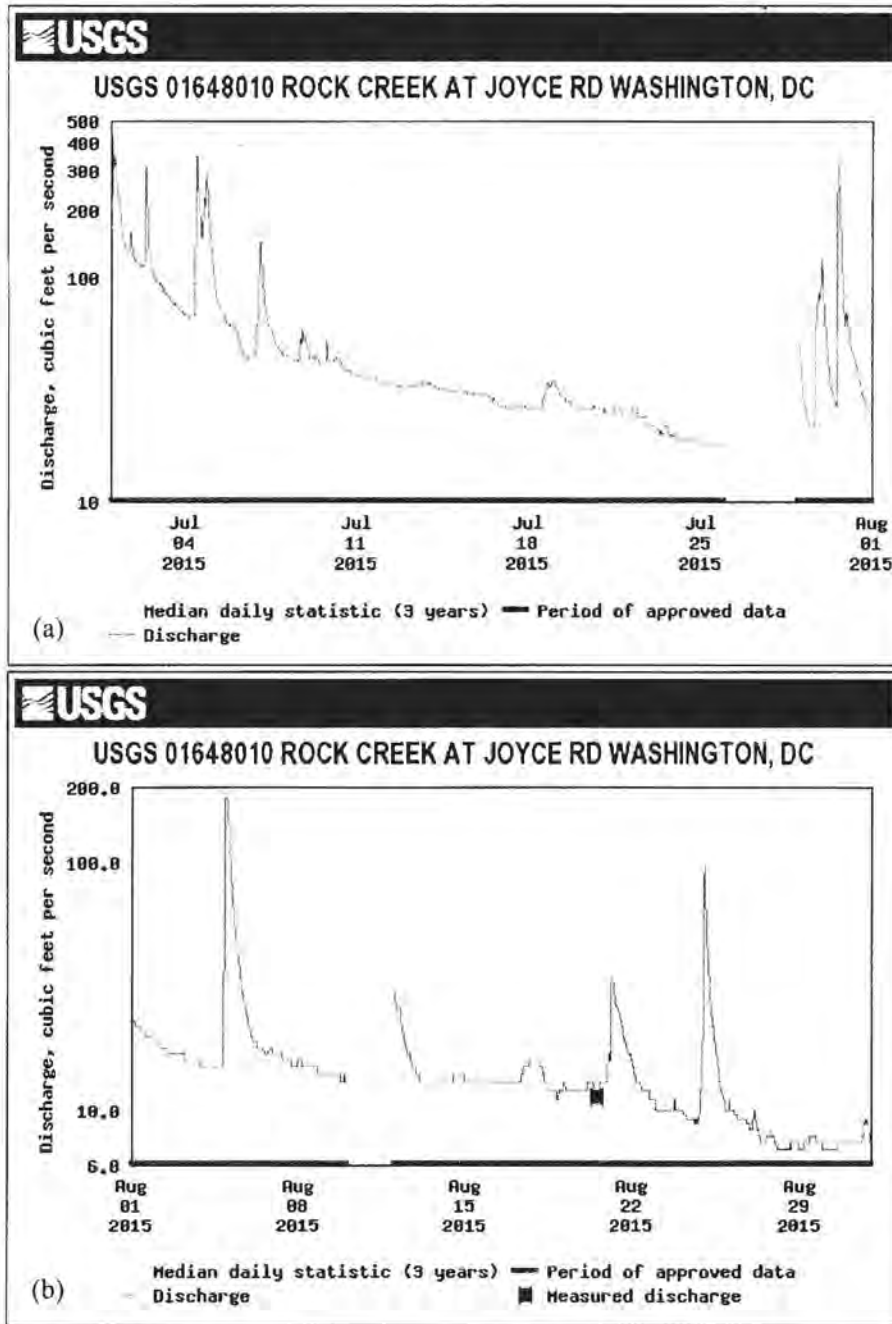 USGS
USGS 01648010 ROCK CREEK AT JOYCE RD WASHINGTON, DC
Discharge, cubic feet per second
500
400
300
200
100
10
Jul 04 2015
Jul 11 2015
Jul 18 2015
Jul 25 2015
Aug 01 2015
(a)
Median daily statistic (3 years) Period of approved data
Discharge
USGS
USGS 01648010 ROCK CREEK AT JOYCE RD WASHINGTON, DC
Discharge, cubic feet per second
200.0
100.0
10.0
6.0
Aug 01 2015
Aug 08 2015
Aug 15 2015
Aug 22 2015
Aug 29 2015
(b)
Median daily statistic (3 years) Period of approved data
Discharge Measured discharge